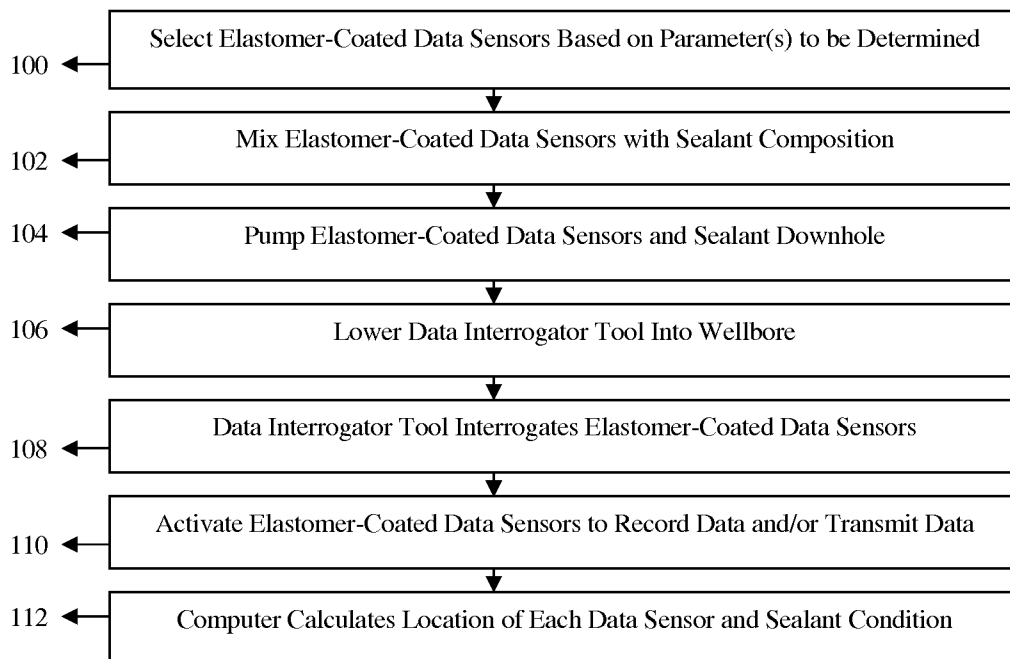 Select Elastomer-Coated Data Sensors Based on Parameter(s) to be Determined
100
Mix Elastomer-Coated Data Sensors with Sealant Composition
102
Pump Elastomer-Coated Data Sensors and Sealant Downhole
104
Lower Data Interrogator Tool Into Wellbore
106
Data Interrogator Tool Interrogates Elastomer-Coated Data Sensors
108
Activate Elastomer-Coated Data Sensors to Record Data and/or Transmit Data
110
Computer Calculates Location of Each Data Sensor and Sealant Condition
112